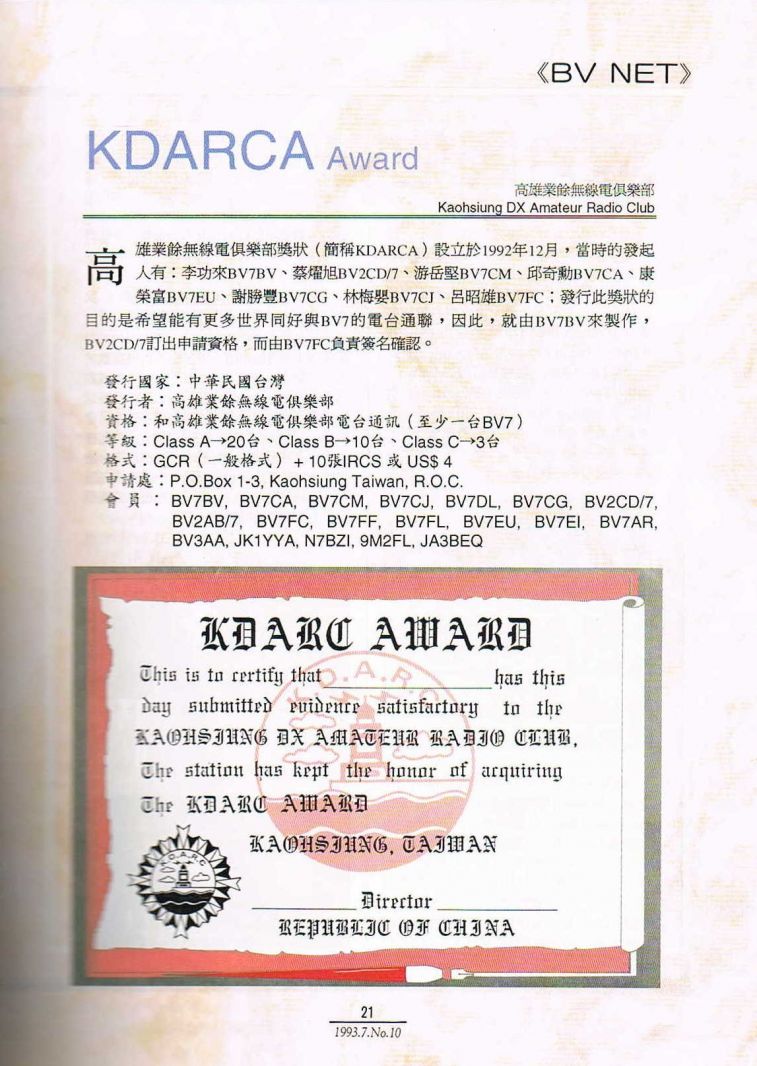 《BV NET》
KDARCA Award
高雄業餘無線電俱樂部
Kaohsiung DX Amateur Radio Club
高雄業餘無線電俱樂部獎狀（簡稱KDARCA）設立於1992年12月，當時的發起
人有：李功來BV7BV、蔡燿旭BV2CD/7、游岳堅BV7CM、邱奇勳BV7CA、康
榮富BV7EU、謝勝豐BV7CG、林梅嬰BV7CJ、呂昭雄BV7FC；發行此獎狀的
目的是希望能有更多世界同好與BV7的電台通聯，因此，就由BV7BV來製作，
BV2CD/7訂出申請資格，而由BV7FC負責簽名確認。
發行國家：中華民國台灣
發行者：高雄業餘無線電俱樂部
資格：和高雄業餘無線電俱樂部電台通訊（至少一台BV7）
等級：Class A→20台、Class B→10台、Class C→3台
格式：GCR（一般格式）+ 10張IRCS 或 US$ 4
申請處：P.O.Box 1-3, Kaohsiung Taiwan, R.O.C.
會 員： BV7BV, BV7CA, BV7CM, BV7CJ, BV7DL, BV7CG, BV2CD/7,
BV2AB/7, BV7FC, BV7FF, BV7FL, BV7EU, BV7EI, BV7AR,
BV3AA, JK1YYA, N7BZI, 9M2FL, JA3BEQ
KDARC AWARD
This is to certify that____________has this
K.D.A.R.C
day submitted evidence satisfactory to the
KAOHSIUNG DX AMATEUR RADIO CLUB,
The station has kept the honor of acquiring
The KDARC AWARD
KAOHSIUNG, TAIWAN
K.D.A.R.C
________Director________
REPUBLIC OF CHINA
21
1993.7.No.10